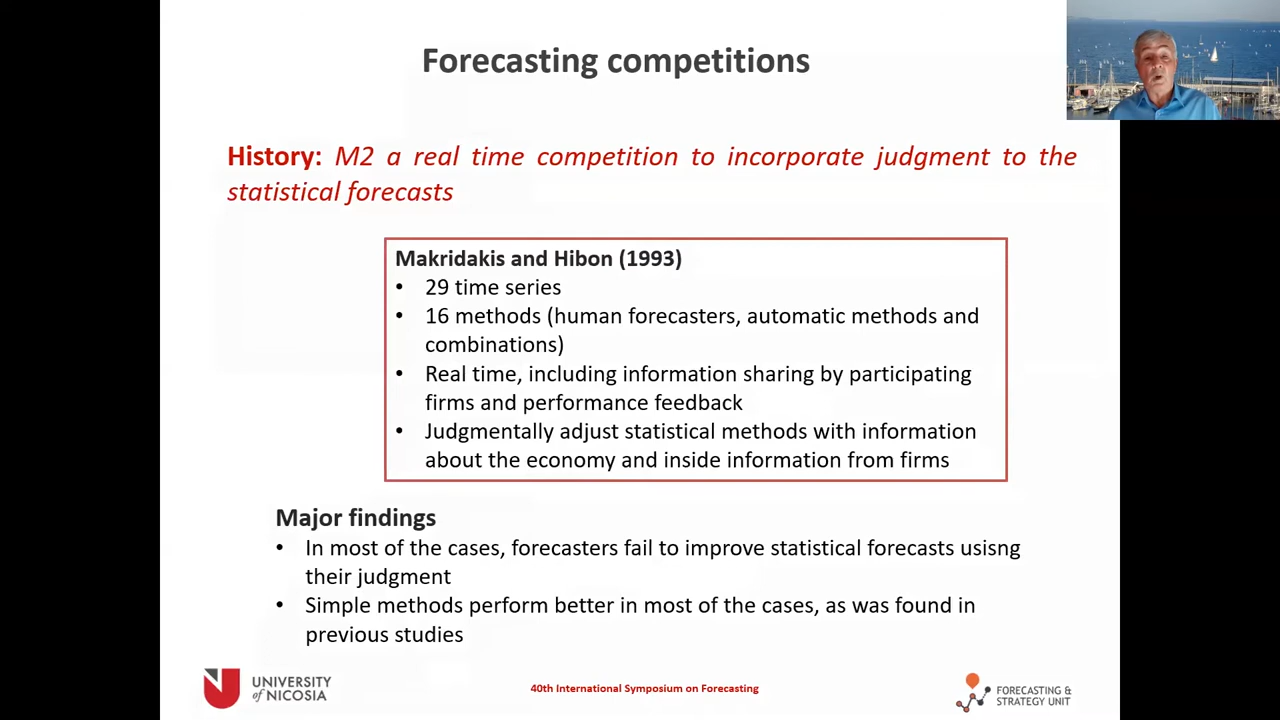 Forecasting competitions
History: M2 a real time competition to incorporate judgment to the
statistical forecasts
Makridakis and Hibon (1993)
• 29 time series
• 16 methods (human forecasters, automatic methods and
combinations)
• Real time, including information sharing by participating
firms and performance feedback
• Judgmentally adjust statistical methods with information
about the economy and inside information from firms
Major findings
• In most of the cases, forecasters fail to improve statistical forecasts usisng
their judgment
• Simple methods perform better in most of the cases, as was found in
previous studies
UNIVERSITY
of NICOSIA
40th International Symposium on Forecasting
FORECASTING &
STRATEGY UNIT